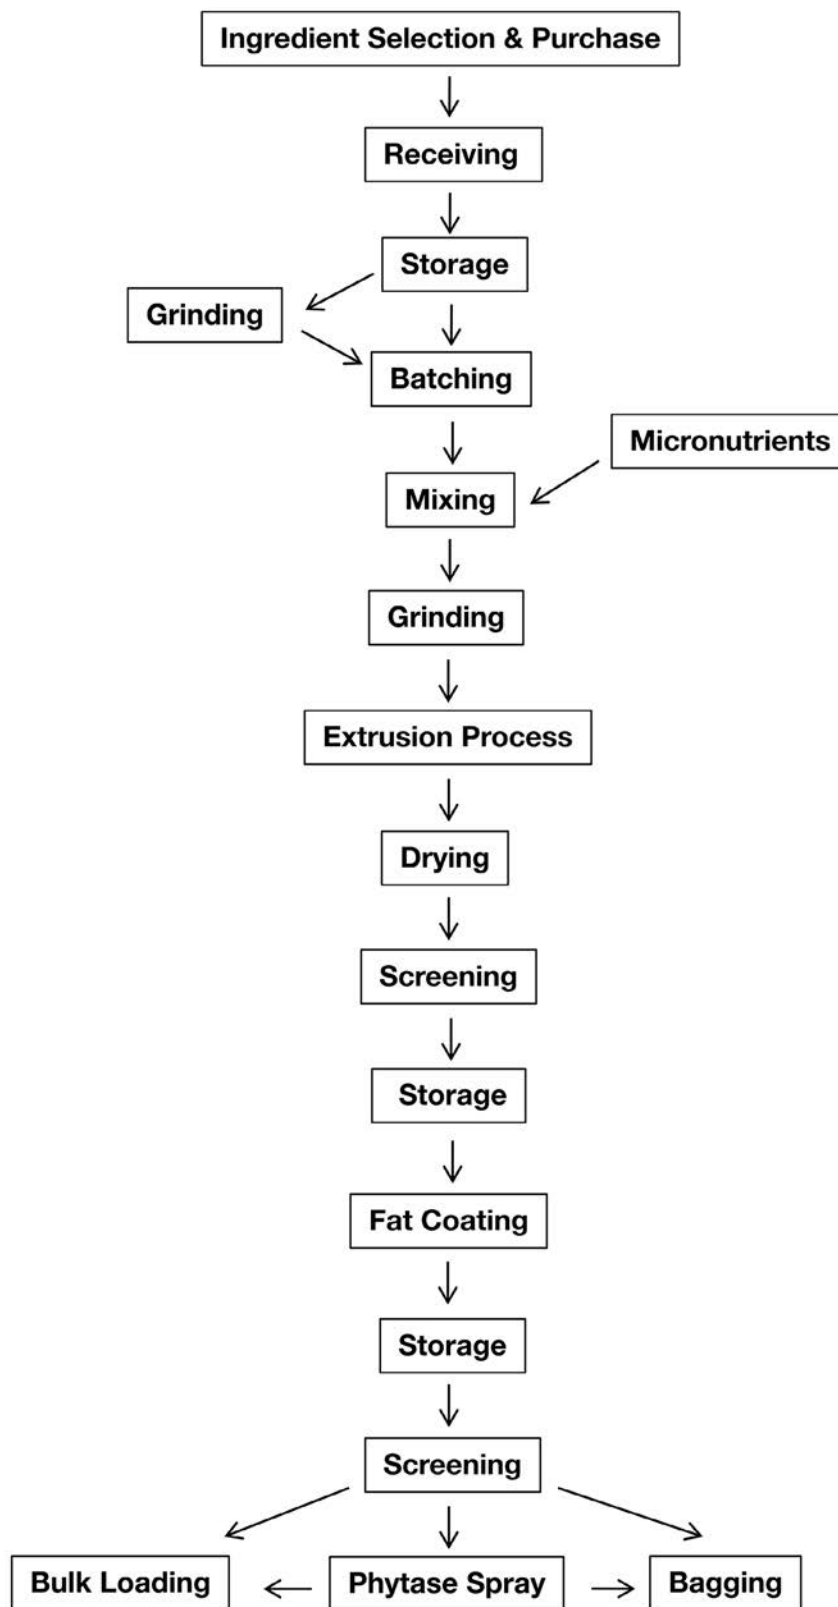 Ingredient Selection & Purchase
Receiving
Storage
Grinding
Batching
Micronutrients
Mixing
Grinding
Extrusion Process
Drying
Screening
Storage
Fat Coating
Storage
Screening
Bulk Loading
Phytase Spray
Bagging